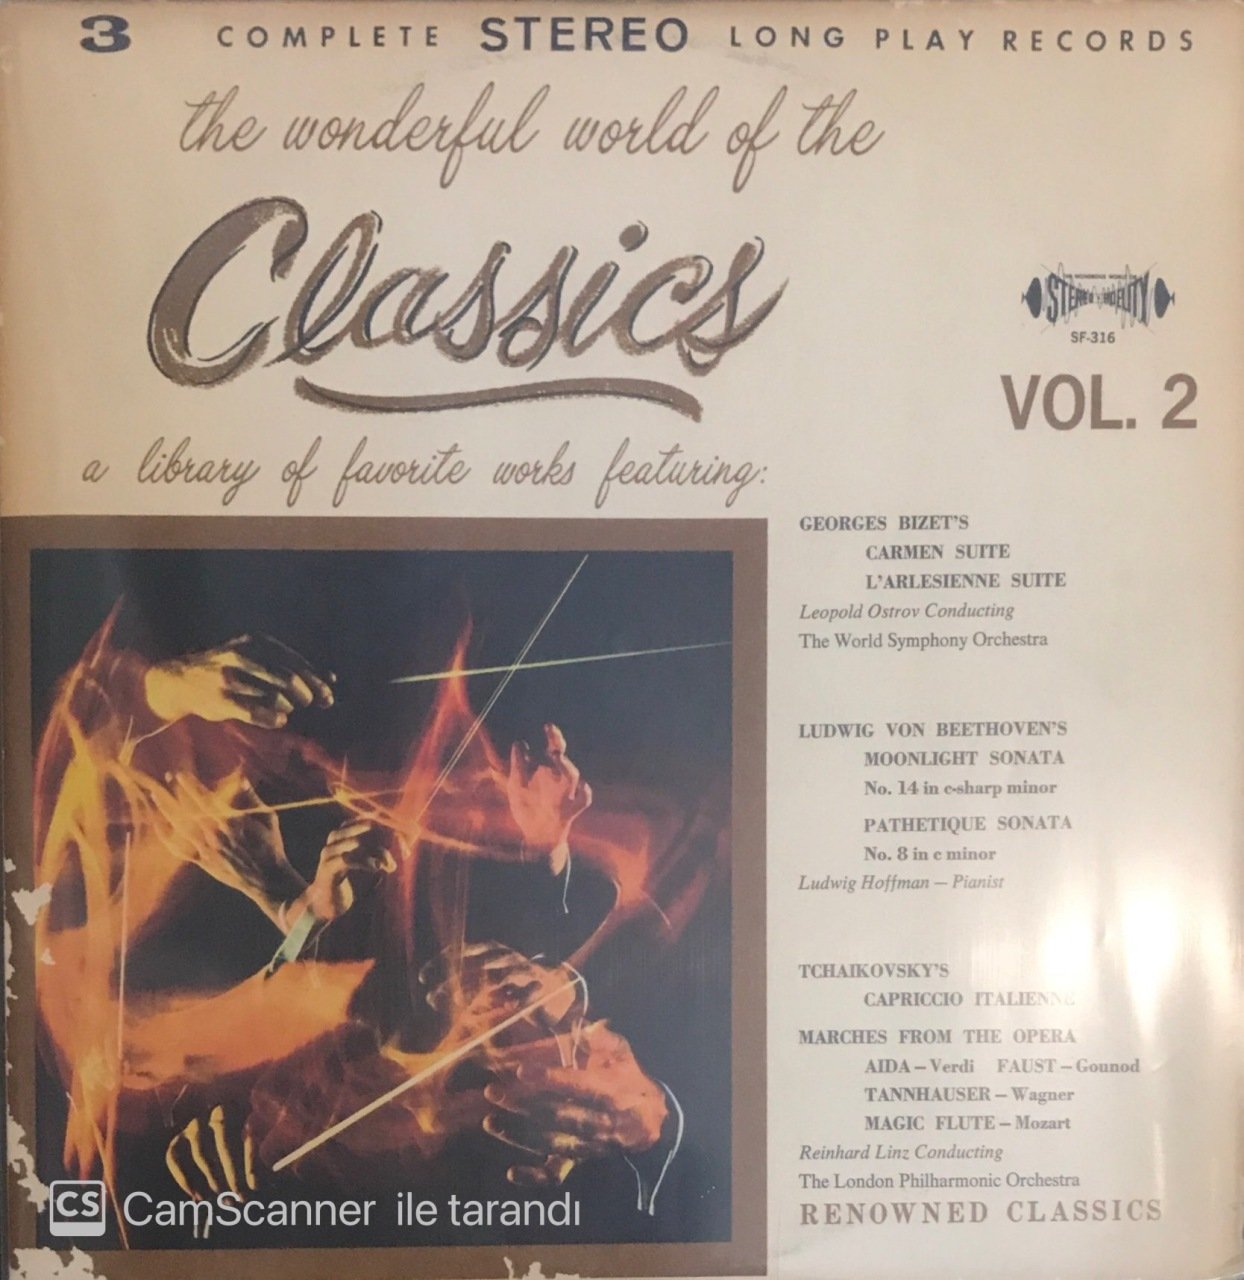 3 COMPLETE STEREO LONG PLAY RECORDS
the wonderful world of the
Classics
STEREO FIDELITY
SF-316
VOL. 2
a library of favorite works featuring:
GEORGES BIZET'S
CARMEN SUITE
L'ARLESIENNE SUITE
Leopold Ostrov Conducting
The World Symphony Orchestra
LUDWIG VON BEETHOVEN'S
MOONLIGHT SONATA
No. 14 in c-sharp minor
PATHETIQUE SONATA
No. 8 in c minor
Ludwig Hoffman – Pianist
TCHAIKOVSKY'S
CAPRICCIO ITALIENNE
MARCHES FROM THE OPERA
AIDA – Verdi FAUST – Gounod
TANNHAUSER – Wagner
MAGIC FLUTE – Mozart
Reinhard Linz Conducting
The London Philharmonic Orchestra
RENOWNED CLASSICS
CS CamScanner ile tarandı